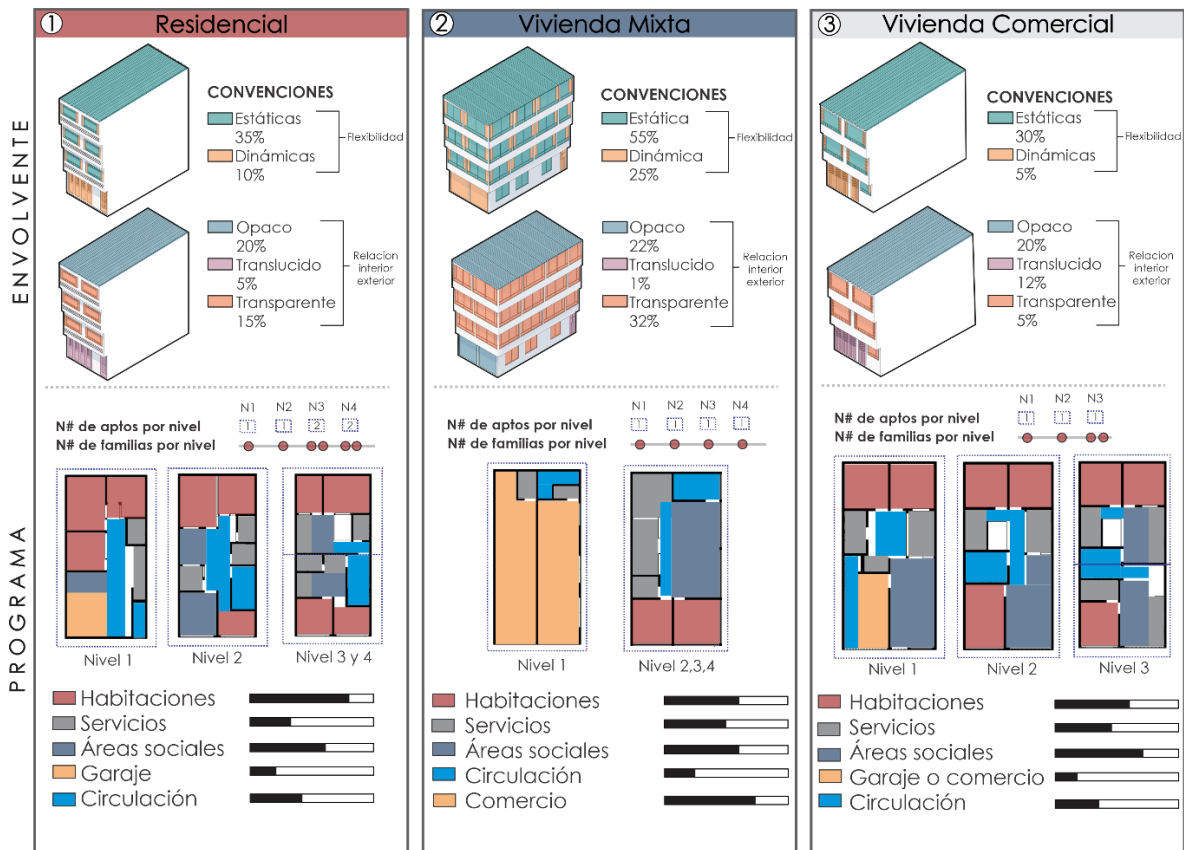 ENVOLVENTE
PROGRAMA
1 Residencial
CONVENCIONES
Estáticas
35%
Dinámicas
10%
Flexibilidad
Opaco
20%
Translucido
5%
Transparente
15%
Relacion
interior
exterior
N1 N2 N3 N4
N# de aptos por nivel 1 1 2 2
N# de familias por nivel
Nivel 1 Nivel 2 Nivel 3 y 4
Habitaciones
Servicios
Áreas sociales
Garaje
Circulación
2 Vivienda Mixta
CONVENCIONES
Estática
55%
Dinámica
25%
Flexibilidad
Opaco
22%
Translucido
1%
Transparente
32%
Relacion
interior
exterior
N1 N2 N3 N4
N# de aptos por nivel 1 1 1 1
N# de familias por nivel
Nivel 1 Nivel 2,3,4
Habitaciones
Servicios
Áreas sociales
Circulación
Comercio
3 Vivienda Comercial
CONVENCIONES
Estáticas
30%
Dinámicas
5%
Flexibilidad
Opaco
20%
Translucido
12%
Transparente
5%
Relacion
interior
exterior
N1 N2 N3
N# de aptos por nivel 1 1 1
N# de familias por nivel
Nivel 1 Nivel 2 Nivel 3
Habitaciones
Servicios
Áreas sociales
Garaje o comercio
Circulación